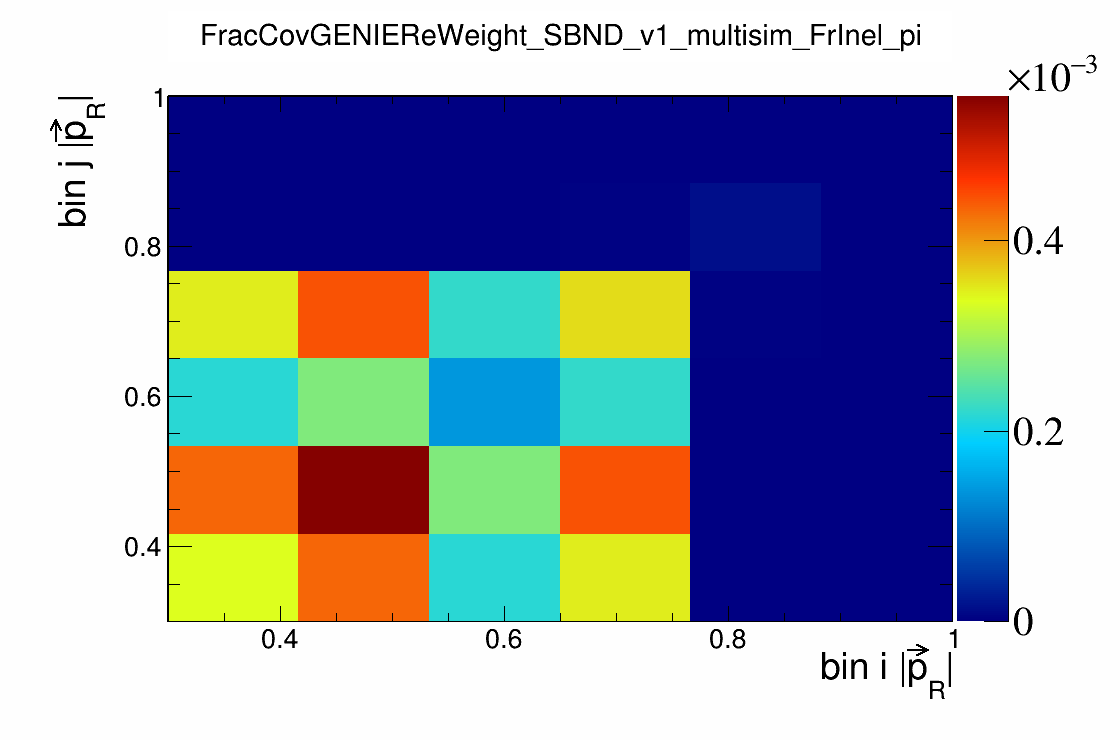 FracCovGENIEReWeight_SBND_v1_multisim_FrInel_pi
×10⁻³
bin j |p⃗_R|
1
0.8
0.6
0.4
0.4
0.2
0
0.4 0.6 0.8 1
bin i |p⃗_R|